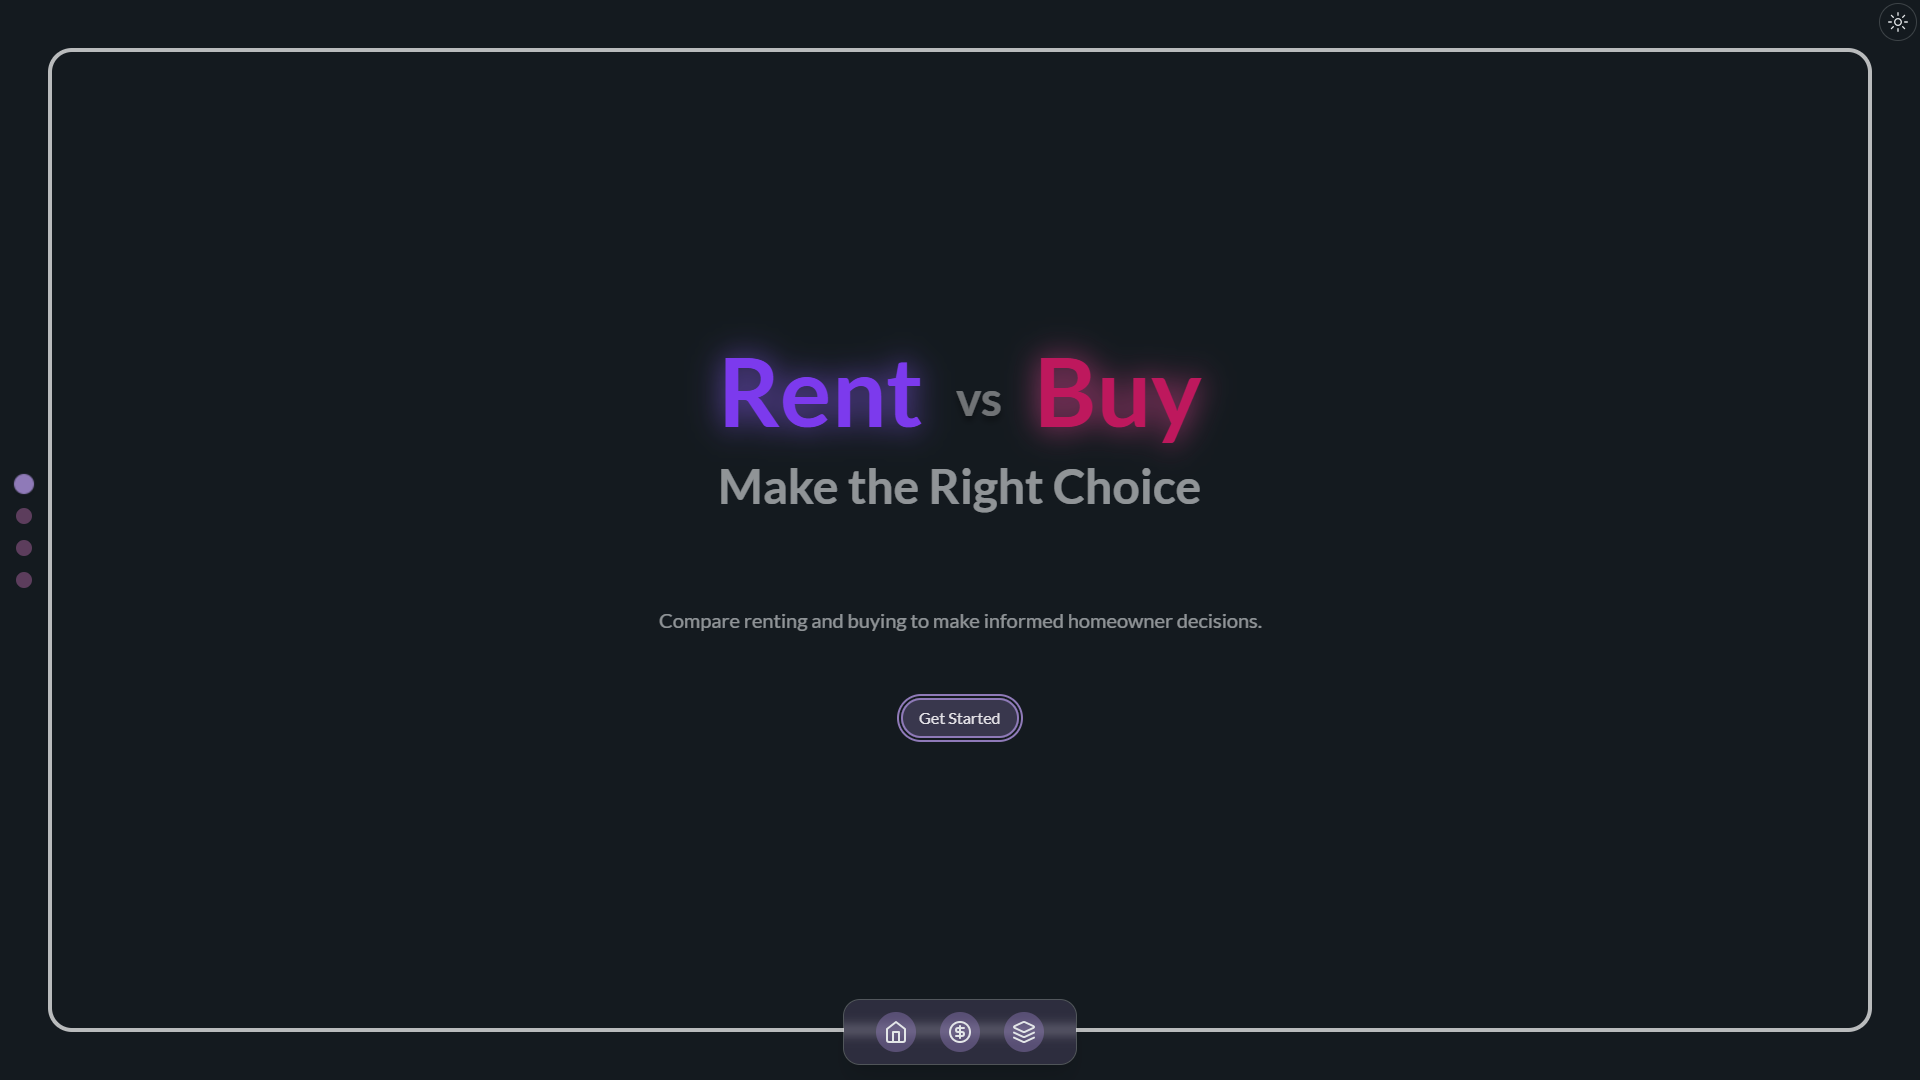 Rent vs Buy
Make the Right Choice
Compare renting and buying to make informed homeowner decisions.
Get Started